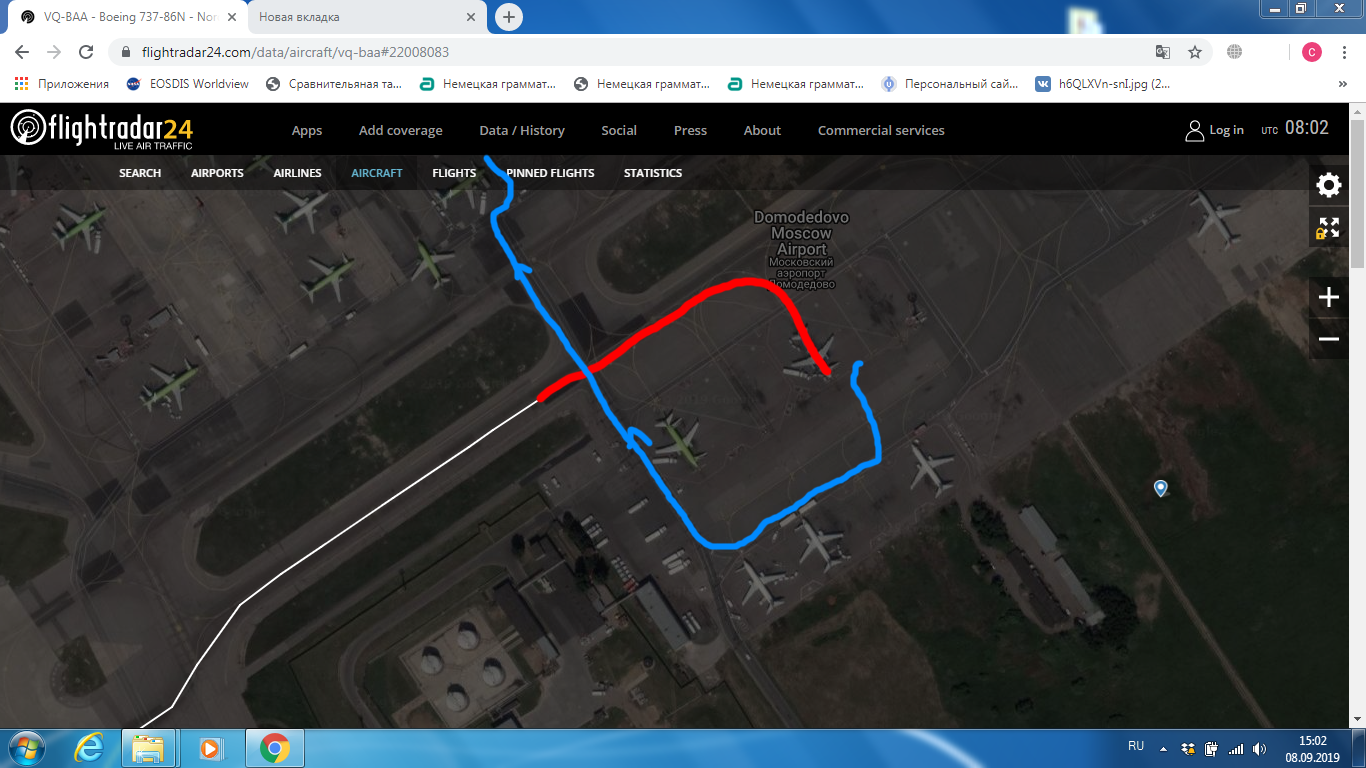 VQ-BAA - Boeing 737-86N - Nor
Новая вкладка
flightradar24.com/data/aircraft/vq-baa#22008083
С
Приложения
EOSDIS Worldview
Сравнительная та...
Немецкая граммат...
Немецкая граммат...
Немецкая граммат...
Персональный сай...
h6QLXVn-snI.jpg (2...
»
flightradar24
LIVE AIR TRAFFIC
Apps
Add coverage
Data / History
Social
Press
About
Commercial services
Log in
UTC 08:02
SEARCH
AIRPORTS
AIRLINES
AIRCRAFT
FLIGHTS
PINNED FLIGHTS
STATISTICS
Domodedovo
Moscow
Airport
Московский
аэропорт
Домодедово
RU
15:02
08.09.2019